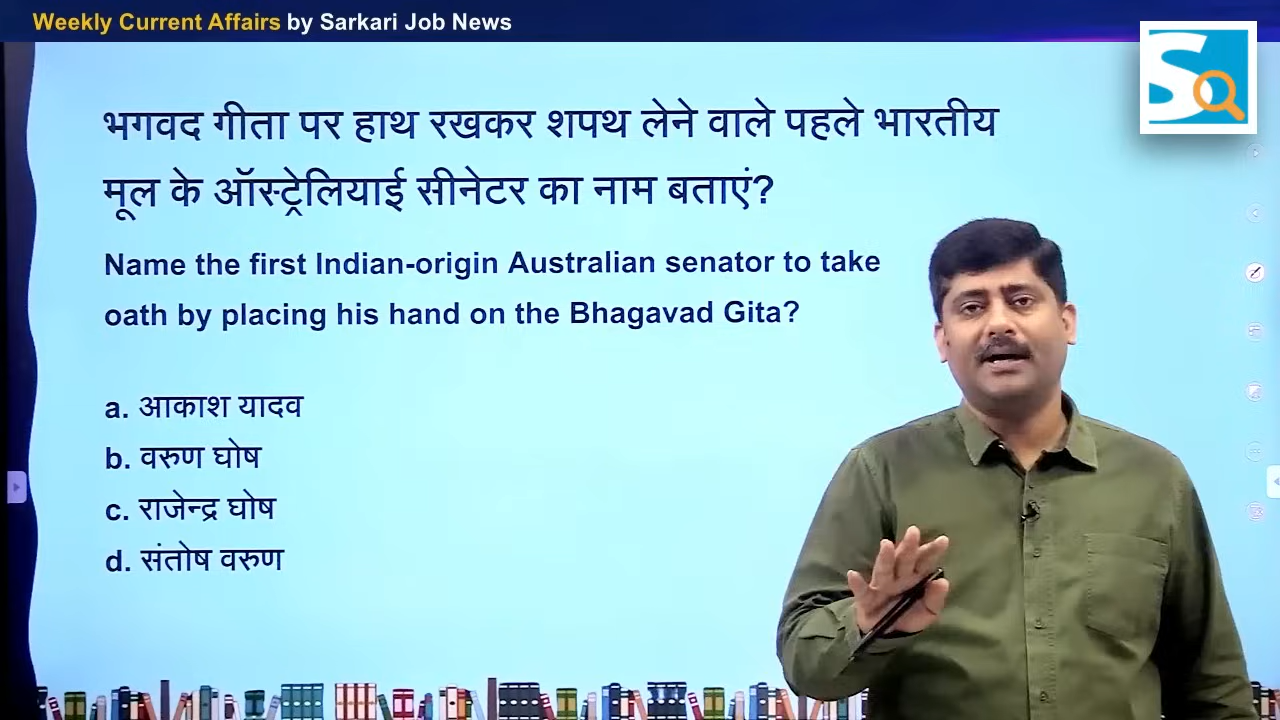 Weekly Current Affairs by Sarkari Job News
भगवद गीता पर हाथ रखकर शपथ लेने वाले पहले भारतीय
मूल के ऑस्ट्रेलियाई सीनेटर का नाम बताएं?
Name the first Indian-origin Australian senator to take
oath by placing his hand on the Bhagavad Gita?
a. आकाश यादव
b. वरुण घोष
c. राजेन्द्र घोष
d. संतोष वरुण